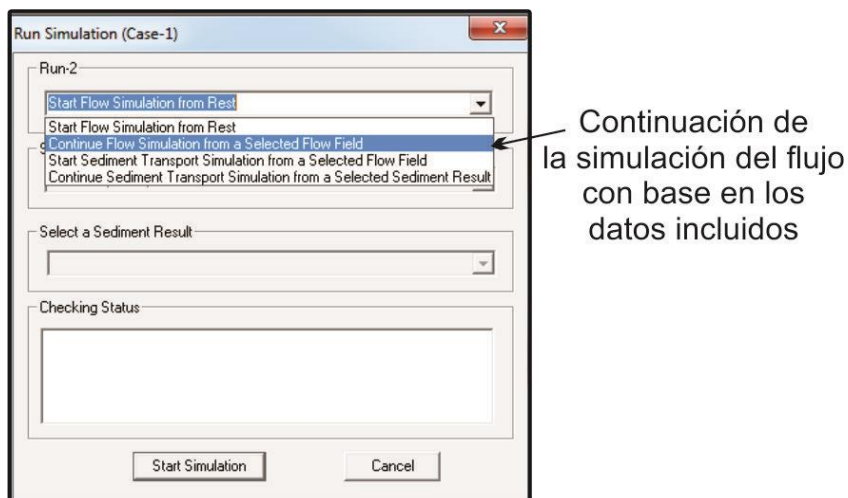 Run Simulation (Case-1)
Run-2
Start Flow Simulation from Rest
Start Flow Simulation from Rest
Continue Flow Simulation from a Selected Flow Field
Start Sediment Transport Simulation from a Selected Flow Field
Continue Sediment Transport Simulation from a Selected Sediment Result
Select a Sediment Result
Checking Status
Start Simulation
Cancel
Continuación de
la simulación del flujo
con base en los
datos incluidos